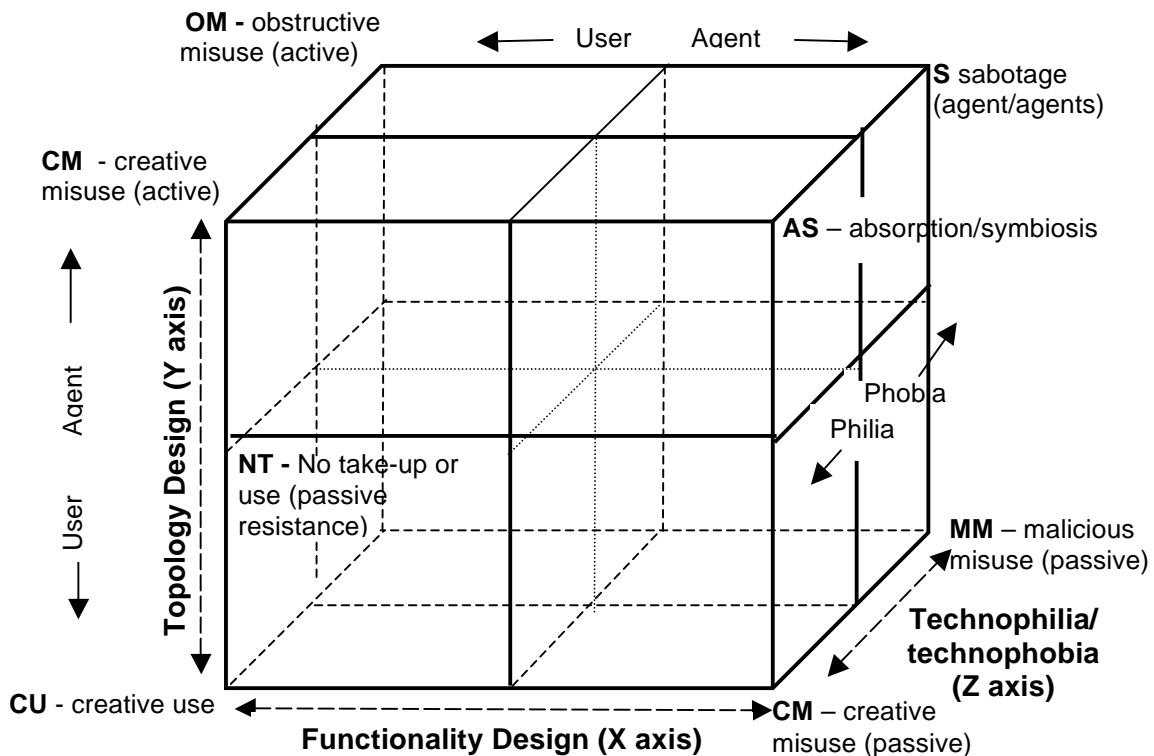 OM - obstructive
misuse (active)
User Agent
S sabotage
(agent/agents)
CM - creative
misuse (active)
AS – absorption/symbiosis
Topology Design (Y axis)
Agent
User
Phobia
Philia
NT - No take-up or
use (passive
resistance)
MM – malicious
misuse (passive)
Technophilia/
technophobia
(Z axis)
CU - creative use
CM – creative
misuse (passive)
Functionality Design (X axis)